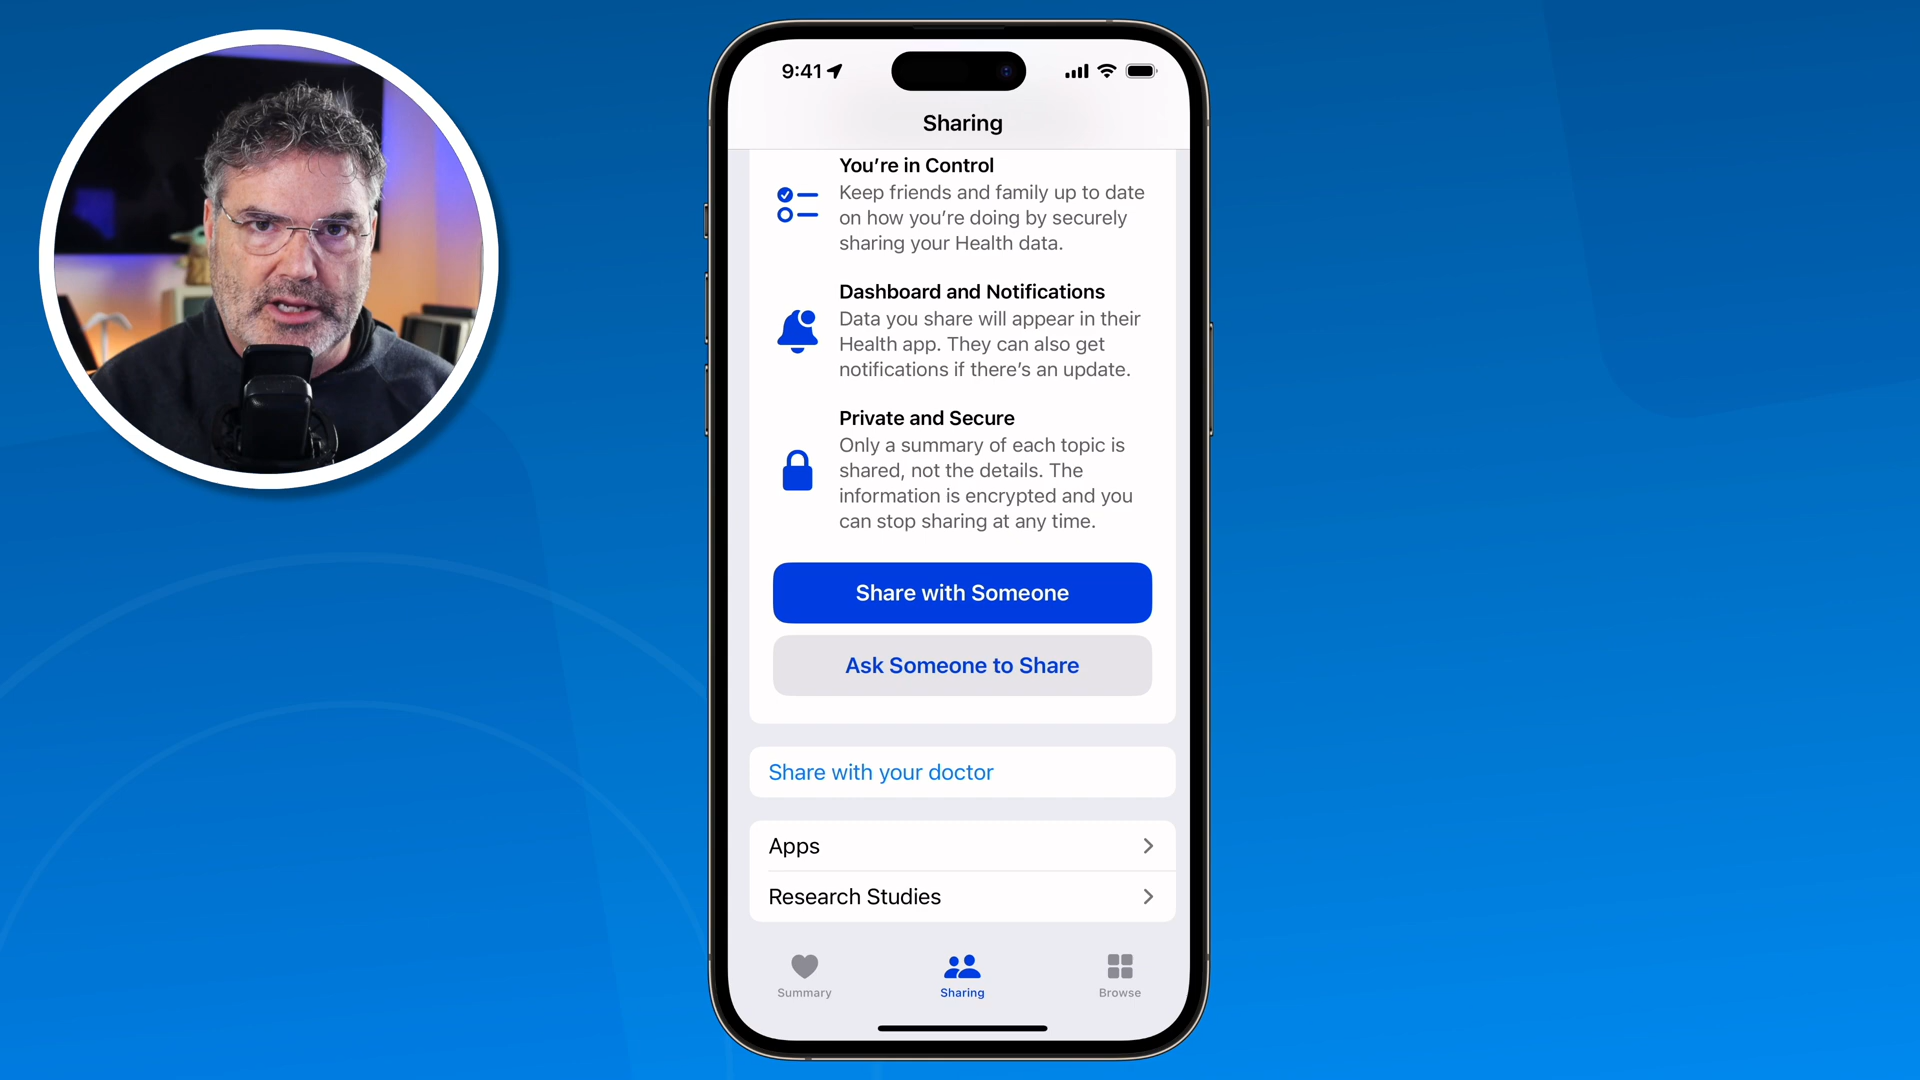 9:41
Sharing
You're in Control
Keep friends and family up to date
on how you're doing by securely
sharing your Health data.
Dashboard and Notifications
Data you share will appear in their
Health app. They can also get
notifications if there's an update.
Private and Secure
Only a summary of each topic is
shared, not the details. The
information is encrypted and you
can stop sharing at any time.
Share with Someone
Ask Someone to Share
Share with your doctor
Apps
Research Studies
Summary
Sharing
Browse